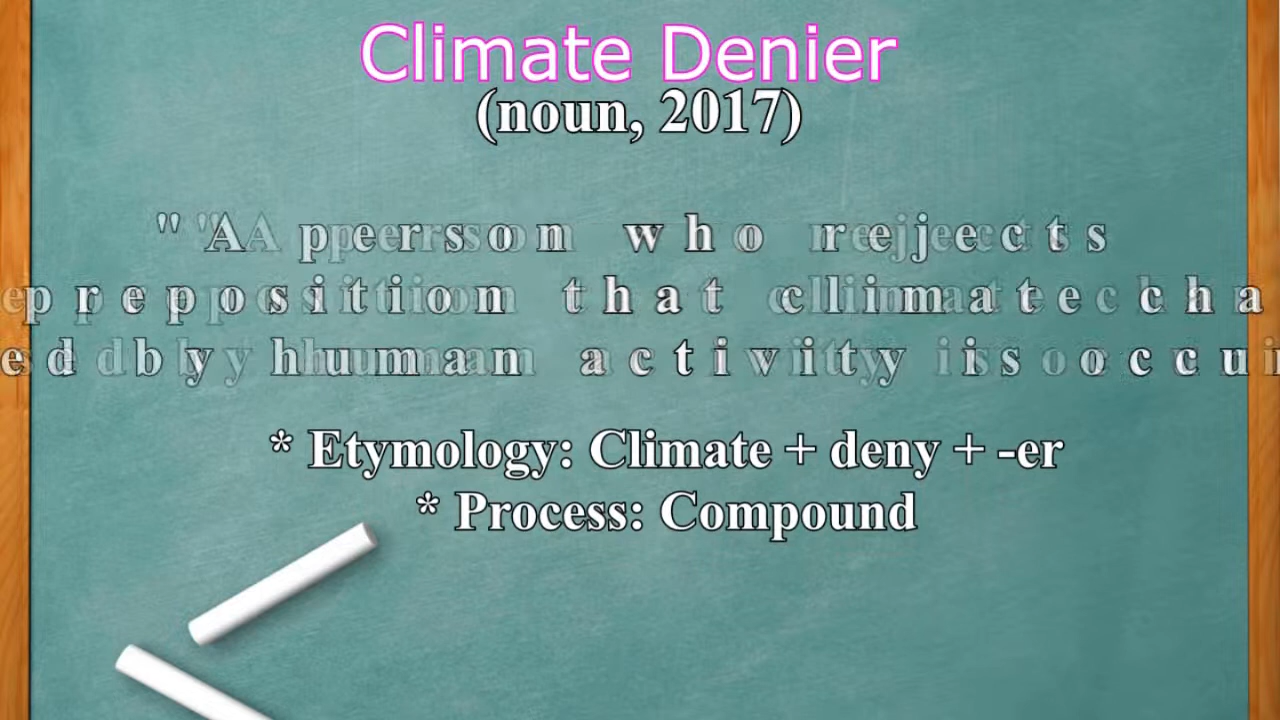 Climate Denier
(noun, 2017)
"A person who rejects
preposition that climate
by human activity is
* Etymology: Climate + deny + -er
* Process: Compound